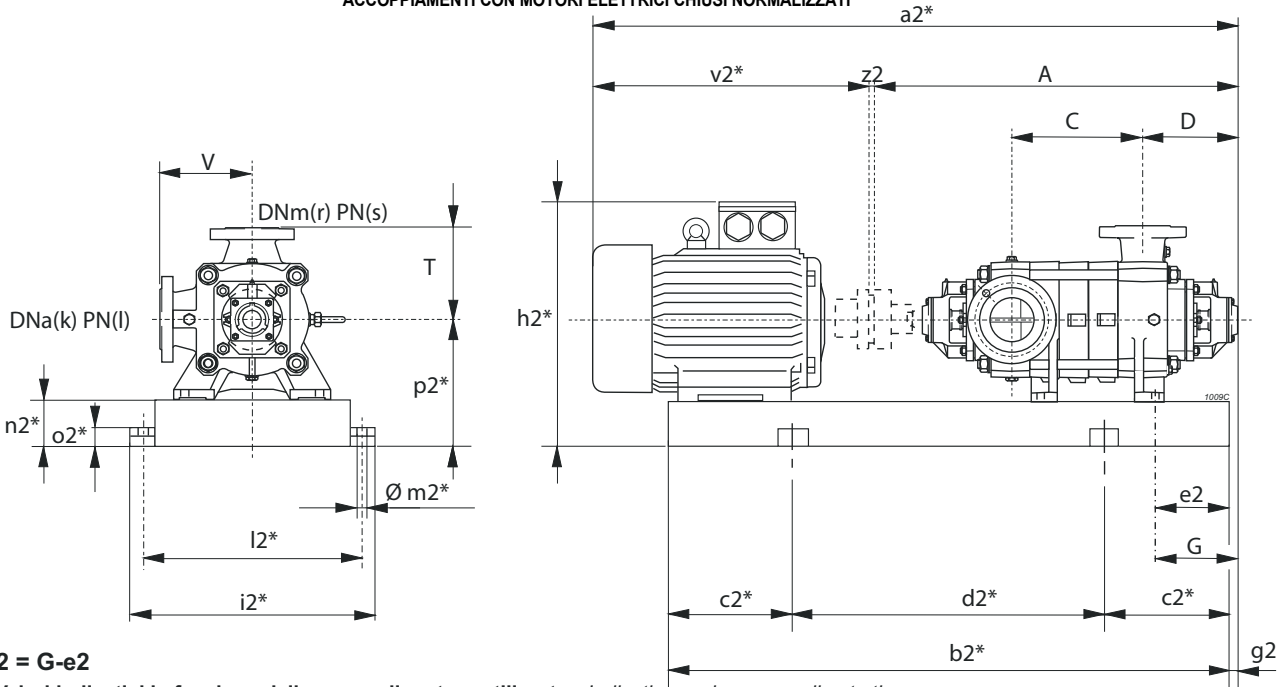 ACCOPPIAMENTI CON MOTORI ELETTRICI CHIUSI NORMALIZZATI
a2*
v2*
z2
A
C
D
V
DNm(r) PN(s)
T
DNa(k) PN(l)
h2*
p2*
n2*
o2*
1009C
Ø m2*
e2
l2*
G
i2*
c2*
d2*
c2*
b2*
g2
2 = G-e2